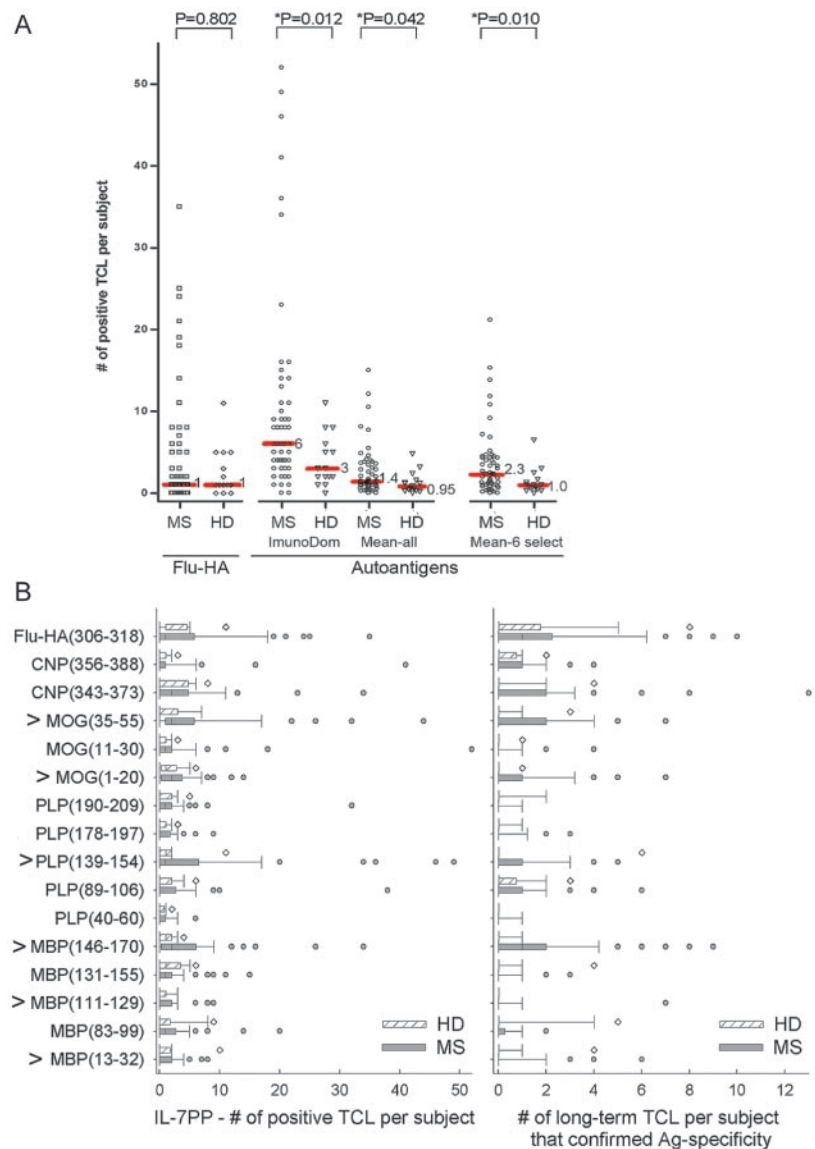 A
P=0.802
*P=0.012
*P=0.042
*P=0.010
# of positive TCL per subject
50
40
30
20
10
0
1
1
6
3
1.4
0.95
2.3
1.0
MS HD MS HD MS HD MS HD
ImunoDom Mean-all Mean-6 select
Flu-HA Autoantigens
B
Flu-HA(306-318)
CNP(356-388)
CNP(343-373)
> MOG(35-55)
MOG(11-30)
> MOG(1-20)
PLP(190-209)
PLP(178-197)
> PLP(139-154)
PLP(89-106)
PLP(40-60)
> MBP(146-170)
MBP(131-155)
> MBP(111-129)
MBP(83-99)
> MBP(13-32)
HD
MS
HD
MS
0 10 20 30 40 50
0 2 4 6 8 10 12
IL-7PP - # of positive TCL per subject
# of long-term TCL per subject
that confirmed Ag-specificity